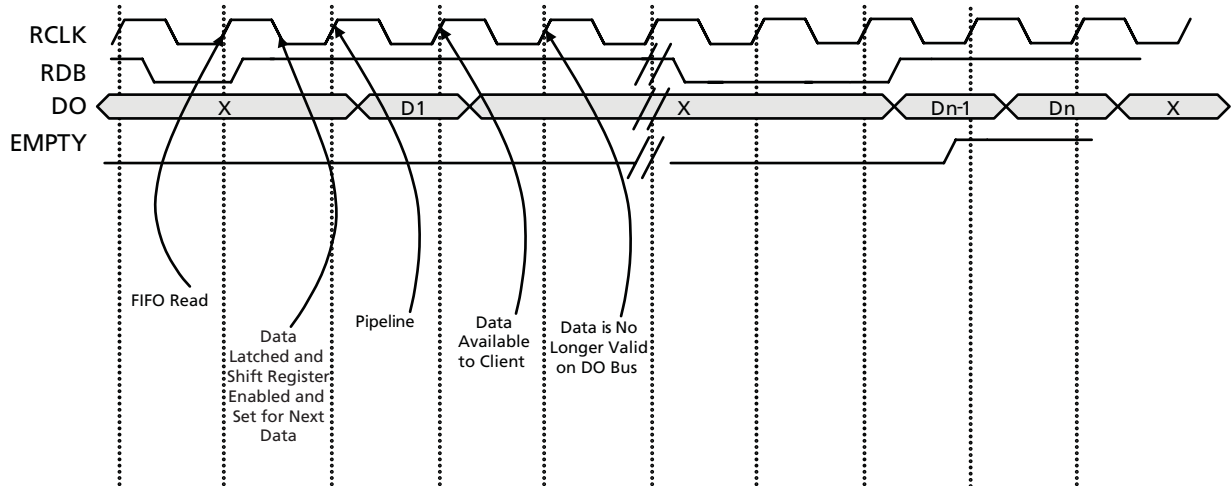 RCLK
RDB
DO X D1 X Dn-1 Dn X
EMPTY
FIFO Read
Data
Latched and
Shift Register
Enabled and
Set for Next
Data
Pipeline
Data
Available
to Client
Data is No
Longer Valid
on DO Bus